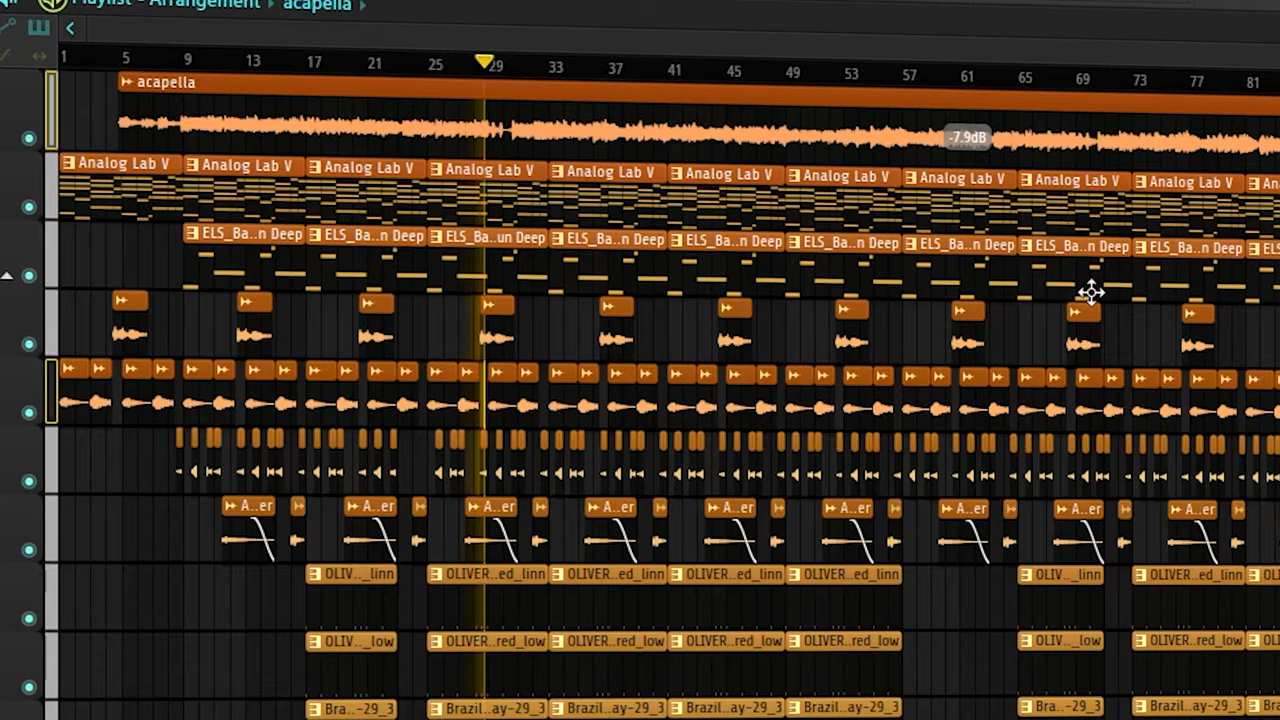 Playlist - Arrangement ▸ acapella ▸
1 5 9 13 17 21 25 29 33 37 41 45 49 53 57 61 65 69 73 77 81
acapella
-7.9dB
Analog Lab V Analog Lab V Analog Lab V Analog Lab V Analog Lab V Analog Lab V Analog Lab V Analog Lab V Analog Lab V Analog Lab V An
ELS_Ba..n Deep ELS_Ba..n Deep ELS_Ba..un Deep ELS_Ba..n Deep ELS_Ba..n Deep ELS_Ba..n Deep ELS_Ba..n Deep ELS_Ba..n Deep ELS_Ba..n Deep ELS
A..er A..er A..er A..er A..er A..er A..er A..er A..er
OLIV.._linn OLIVER..ed_linn OLIVER..ed_linn OLIVER..ed_linn OLIVER..ed_linn OLIV.._linn OLIVER..ed_linn OLI
OLIV.._low OLIVER..red_low OLIVER..red_low OLIVER..red_low OLIVER..red_low OLIV.._low OLIVER..red_low OLI
Bra..-29_3 Brazil..ay-29_3 Brazil..ay-29_3 Brazil..ay-29_3 Brazil..ay-29_3 Bra..-29_3 Brazil..ay-29_3